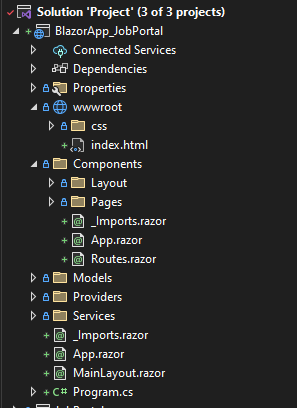 Solution 'Project' (3 of 3 projects)
BlazorApp_JobPortal
Connected Services
Dependencies
Properties
wwwroot
css
index.html
Components
Layout
Pages
_Imports.razor
App.razor
Routes.razor
Models
Providers
Services
_Imports.razor
App.razor
MainLayout.razor
C# Program.cs